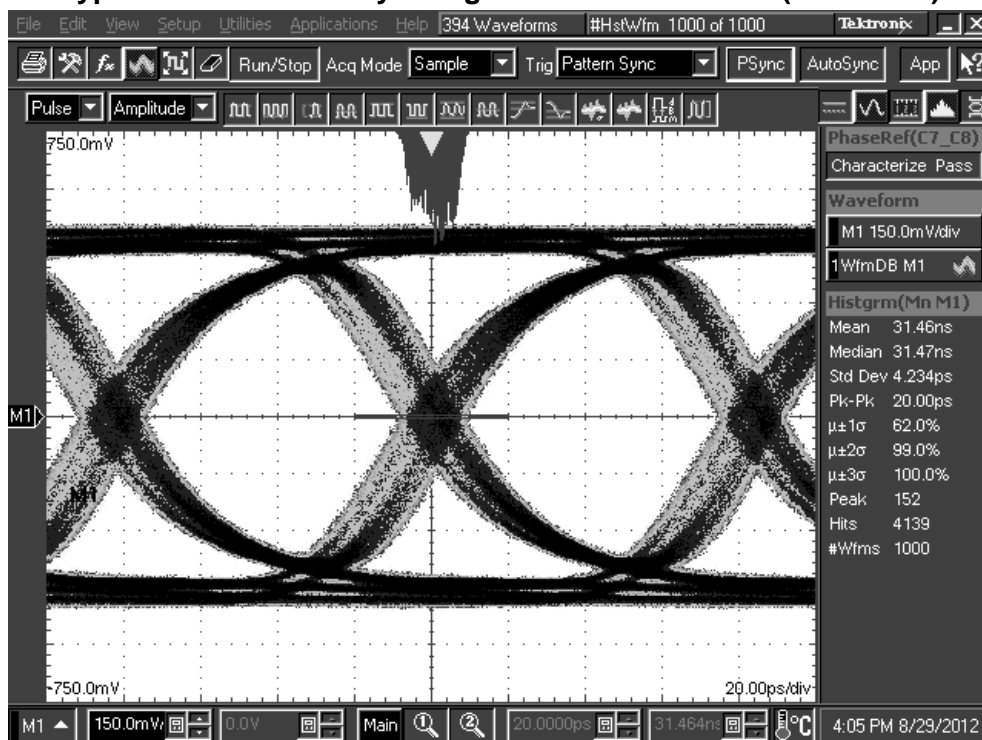 File Edit View Setup Utilities Applications Help 394 Waveforms #HstWfm 1000 of 1000 Tektronix
Run/Stop Acq Mode Sample Trig Pattern Sync PSync AutoSync App
Pulse Amplitude
750.0mV
PhaseRef(C7_C8)
Characterize Pass
Waveform
M1 150.0mV/div
1WfmDB M1
Histgrm(Mn M1)
Mean 31.46ns
Median 31.47ns
Std Dev 4.234ps
Pk-Pk 20.00ps
µ±1σ 62.0%
µ±2σ 99.0%
µ±3σ 100.0%
Peak 152
Hits 4139
#Wfms 1000
M1
M1
-750.0mV 20.00ps/div
M1 150.0mV/ 0.0V Main 1 2 20.0000ps 31.464ns °C 4:05 PM 8/29/2012